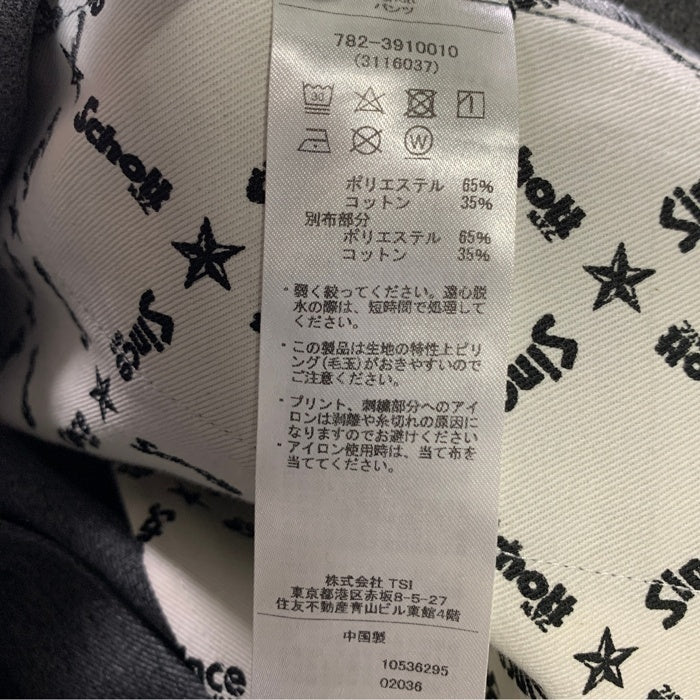 パンツ
782-3910010
(3116037)
30
W
ポリエステル 65%
コットン 35%
別布部分
ポリエステル 65%
コットン 35%
・弱く絞ってください。遠心脱
水の際は、短時間で処理して
ください。
・この製品は生地の特性上ピリ
ング(毛玉)がおきやすいので
ご注意ください。
・プリント、刺繍部分へのアイ
ロンは剥離や糸切れの原因に
なりますのでお避けください
・アイロン使用時は、当て布を
当ててください。
株式会社 TSI
東京都港区赤坂8-5-27
住友不動産青山ビル東館4階
中国製
10536295
02036
Schott
Since
Schott
Since
Schott